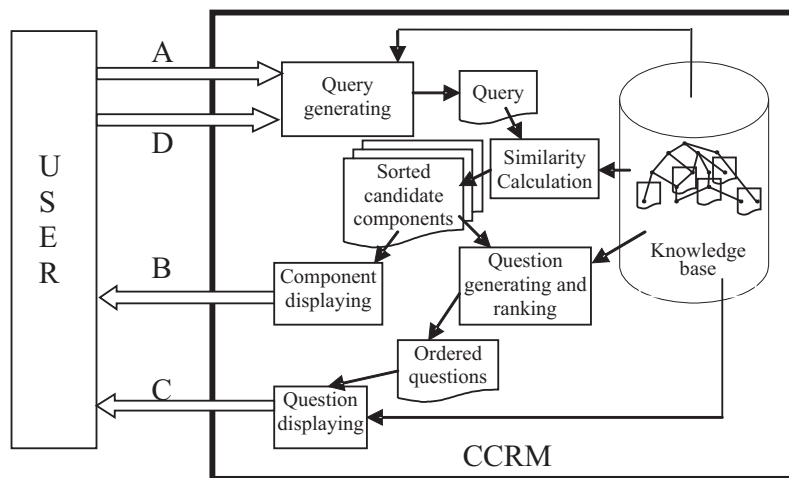 A
Query
generating
Query
D
USER
Similarity
Calculation
Sorted
candidate
components
Knowledge
base
B
Component
displaying
Question
generating and
ranking
Ordered
questions
C
Question
displaying
CCRM